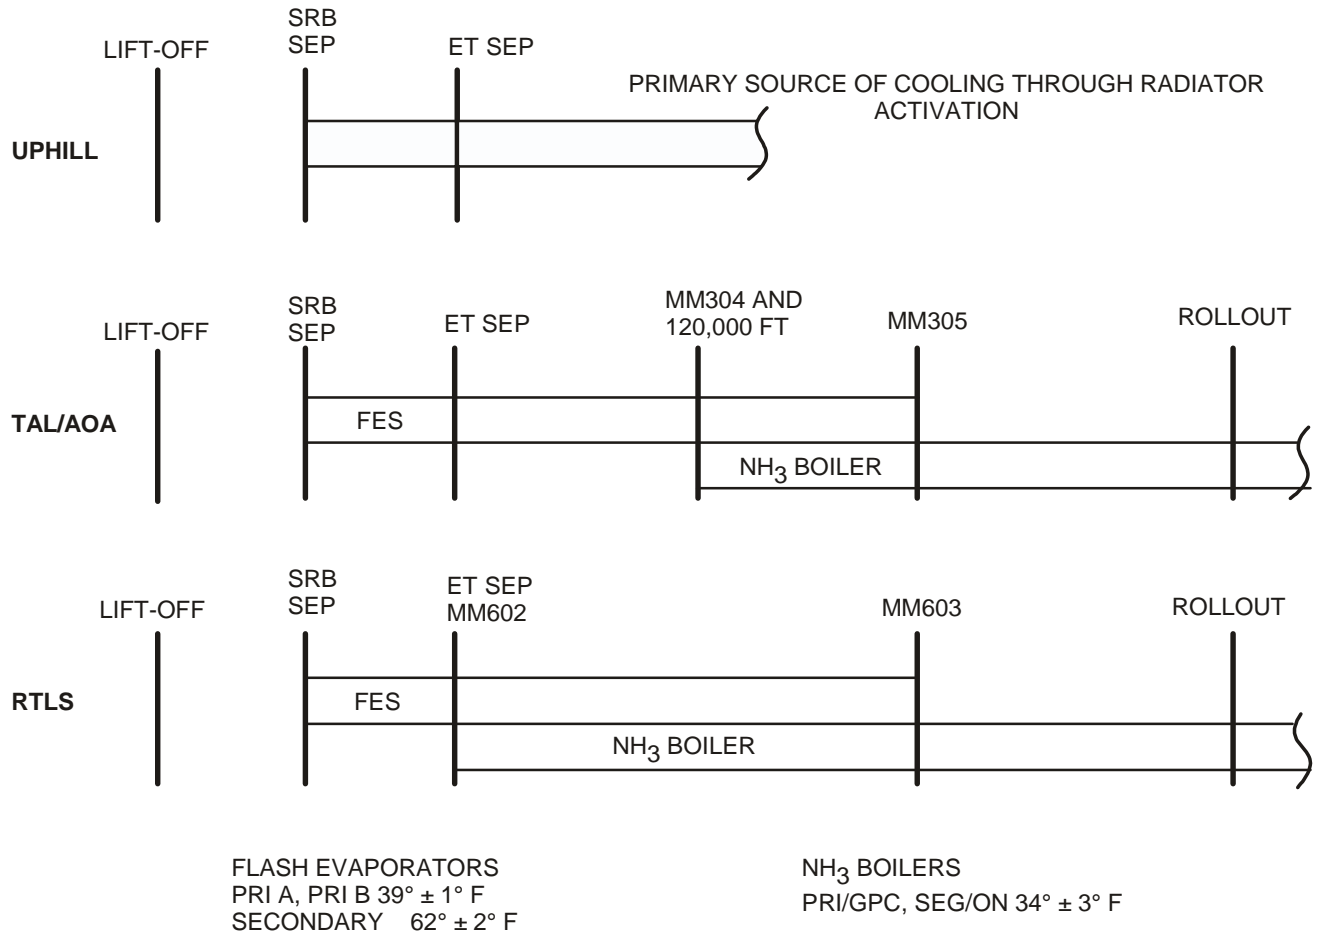 SRB
SEP
LIFT-OFF
ET SEP
PRIMARY SOURCE OF COOLING THROUGH RADIATOR
ACTIVATION
UPHILL
LIFT-OFF
SRB
SEP
ET SEP
MM304 AND
120,000 FT
MM305
ROLLOUT
TAL/AOA
FES
NH3 BOILER
LIFT-OFF
SRB
SEP
ET SEP
MM602
MM603
ROLLOUT
RTLS
FES
NH3 BOILER
FLASH EVAPORATORS
PRI A, PRI B 39° ± 1° F
SECONDARY 62° ± 2° F
NH3 BOILERS
PRI/GPC, SEG/ON 34° ± 3° F